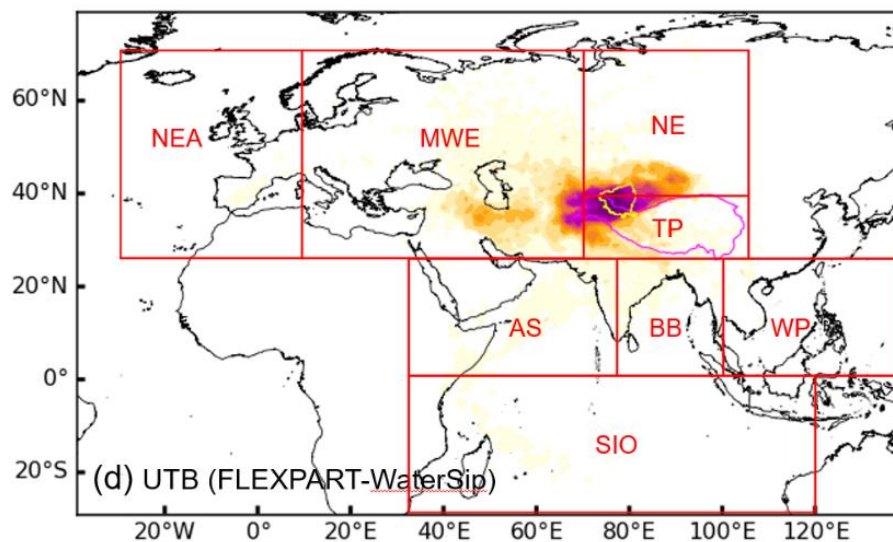 60°N
NEA
MWE
NE
40°N
TP
20°N
AS
BB
WP
0°
SIO
20°S
(d) UTB (FLEXPART-WaterSip)
20°W 0° 20°E 40°E 60°E 80°E 100°E 120°E